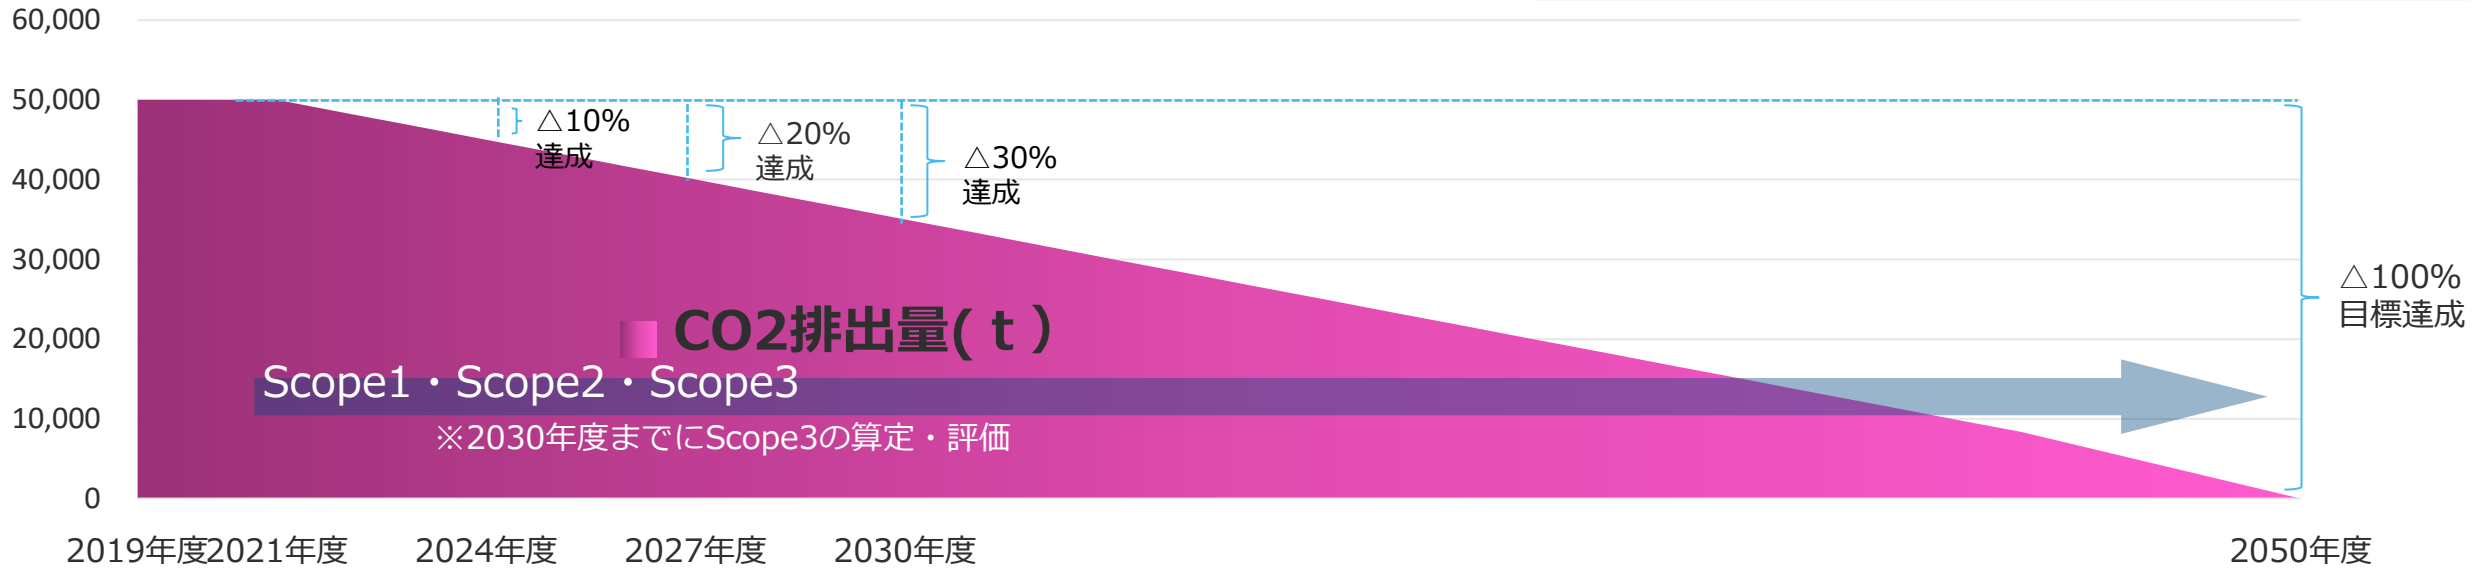 60,000
50,000
40,000
30,000
20,000
10,000
0
△10%
達成
△20%
達成
△30%
達成
△100%
目標達成
CO2排出量(ｔ）
Scope1・Scope2・Scope3
※2030年度までにScope3の算定・評価
2019年度 2021年度 2024年度 2027年度 2030年度 2050年度